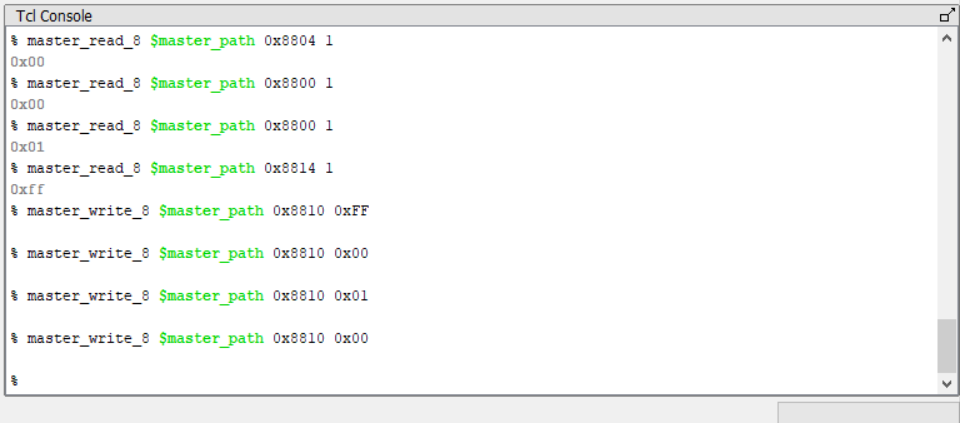 Tcl Console
% master_read_8 $master_path 0x8804 1
0x00
% master_read_8 $master_path 0x8800 1
0x00
% master_read_8 $master_path 0x8800 1
0x01
% master_read_8 $master_path 0x8814 1
0xff
% master_write_8 $master_path 0x8810 0xFF
% master_write_8 $master_path 0x8810 0x00
% master_write_8 $master_path 0x8810 0x01
% master_write_8 $master_path 0x8810 0x00
%